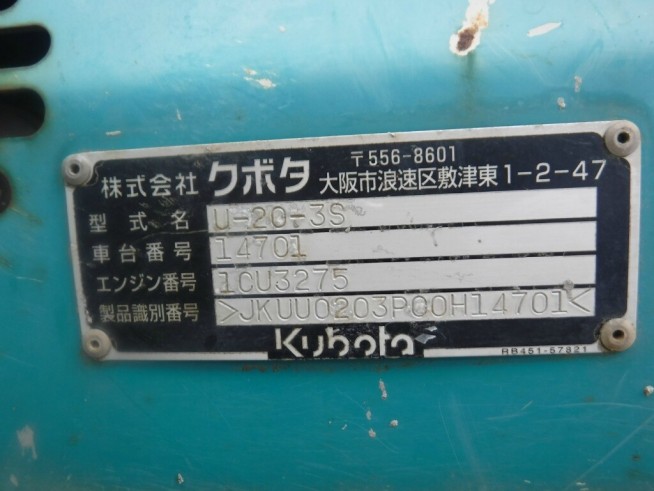 〒556-8601
株式会社 クボタ 大阪市浪速区敷津東1-2-47
型式名 U-20-3S
車台番号 14701
エンジン番号 1CU3275
製品識別番号 >JKUU0203P00H14701<
Kubota
RB451-57821